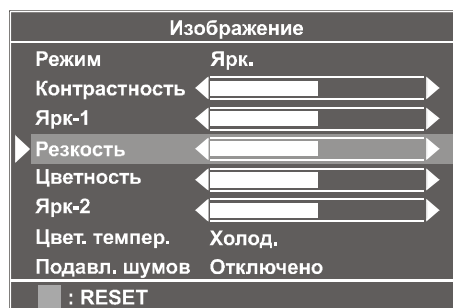 Изображение
Режим Ярк.
Контрастность
Ярк-1
Резкость
Цветность
Ярк-2
Цвет. темпер. Холод.
Подавл. шумов Отключено
: RESET